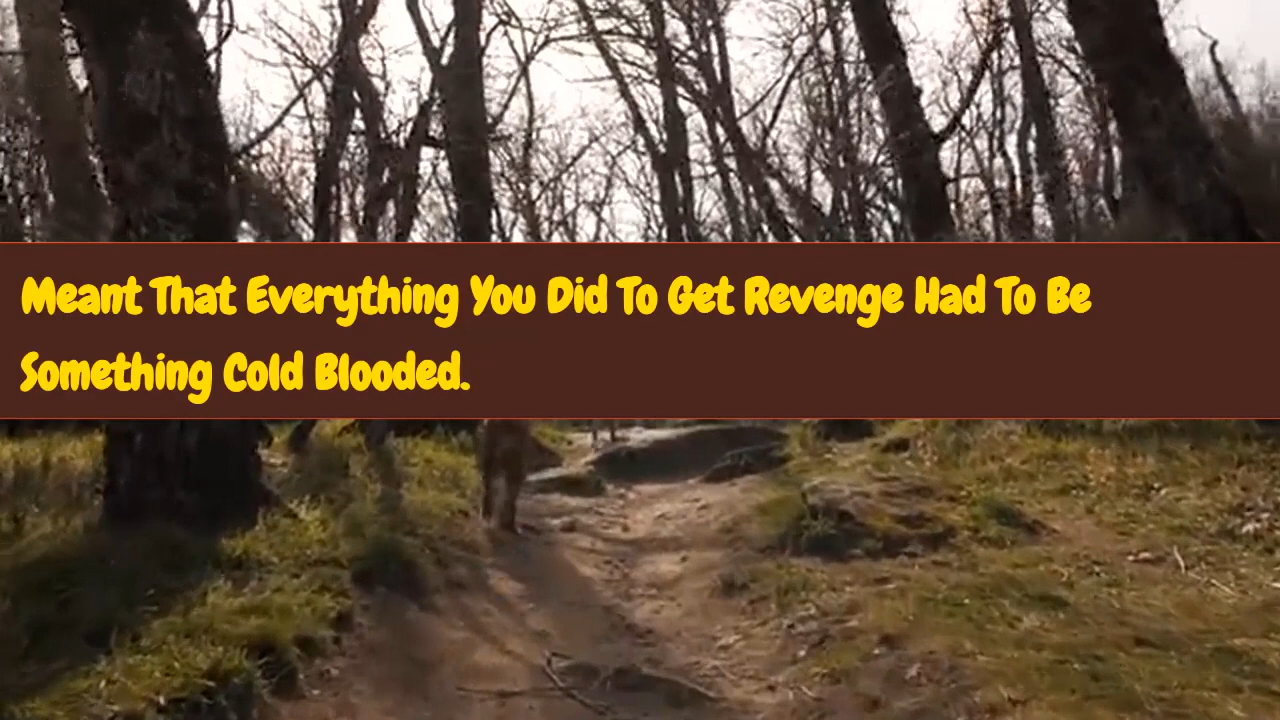 Meant That Everything You Did To Get Revenge Had To Be
Something Cold Blooded.